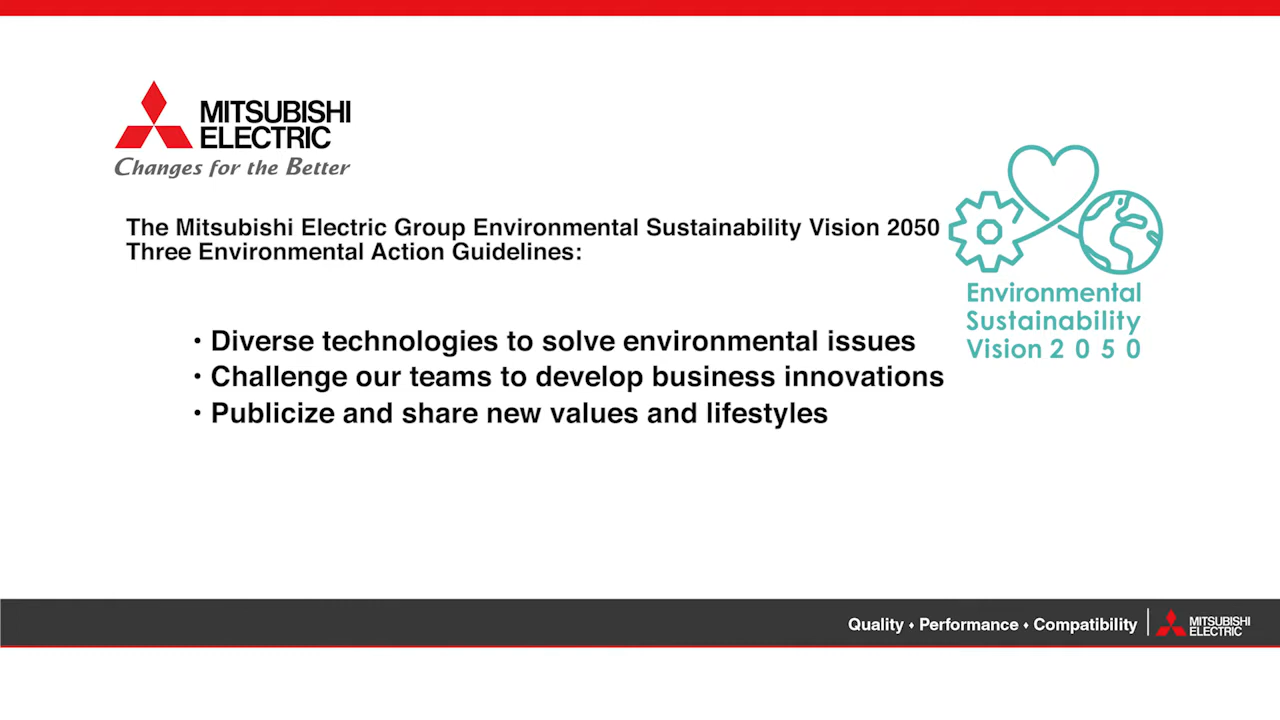 MITSUBISHI
ELECTRIC
Changes for the Better
The Mitsubishi Electric Group Environmental Sustainability Vision 2050
Three Environmental Action Guidelines:
• Diverse technologies to solve environmental issues
• Challenge our teams to develop business innovations
• Publicize and share new values and lifestyles
Environmental
Sustainability
Vision 2 0 5 0
Quality ♦ Performance ♦ Compatibility
MITSUBISHI
ELECTRIC